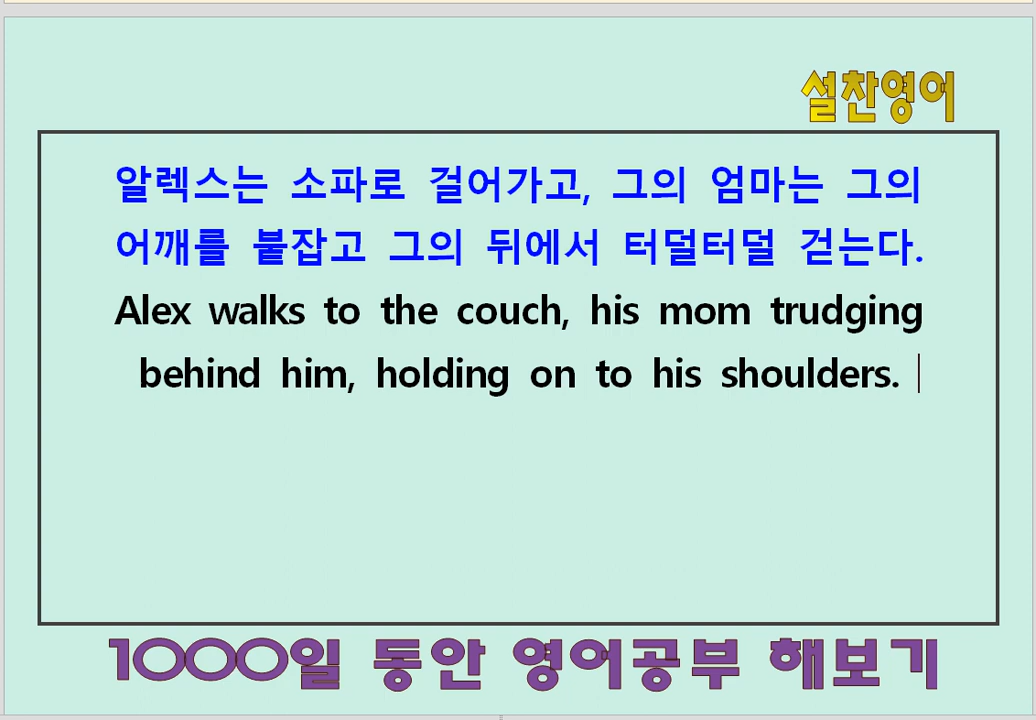 설찬영어
알렉스는 소파로 걸어가고, 그의 엄마는 그의
어깨를 붙잡고 그의 뒤에서 터덜터덜 걷는다.
Alex walks to the couch, his mom trudging
behind him, holding on to his shoulders.
1000일 동안 영어공부 해보기